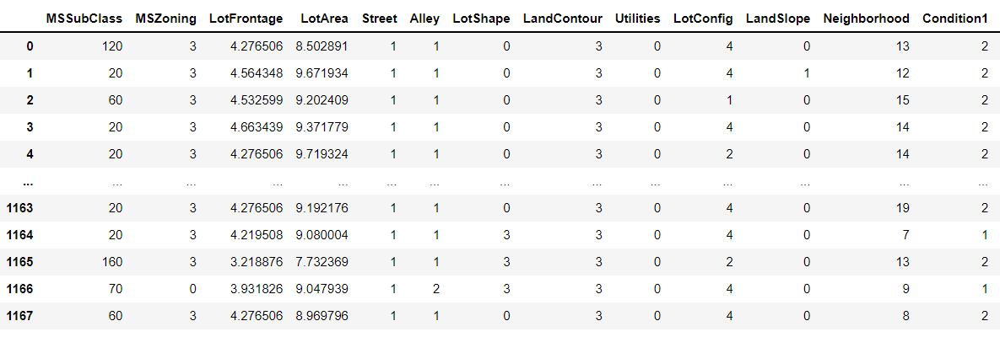 MSSubClass MSZoning LotFrontage LotArea Street Alley LotShape LandContour Utilities LotConfig LandSlope Neighborhood Condition1
0 120 3 4.276506 8.502891 1 1 0 3 0 4 0 13 2
1 20 3 4.564348 9.671934 1 1 0 3 0 4 1 12 2
2 60 3 4.532599 9.202409 1 1 0 3 0 1 0 15 2
3 20 3 4.663439 9.371779 1 1 0 3 0 4 0 14 2
4 20 3 4.276506 9.719324 1 1 0 3 0 2 0 14 2
... ... ... ... ... ... ... ... ... ... ... ... ... ...
1163 20 3 4.276506 9.192176 1 1 0 3 0 4 0 19 2
1164 20 3 4.219508 9.080004 1 1 3 3 0 4 0 7 1
1165 160 3 3.218876 7.732369 1 1 3 3 0 2 0 13 2
1166 70 0 3.931826 9.047939 1 2 3 3 0 4 0 9 1
1167 60 3 4.276506 8.969796 1 1 0 3 0 4 0 8 2